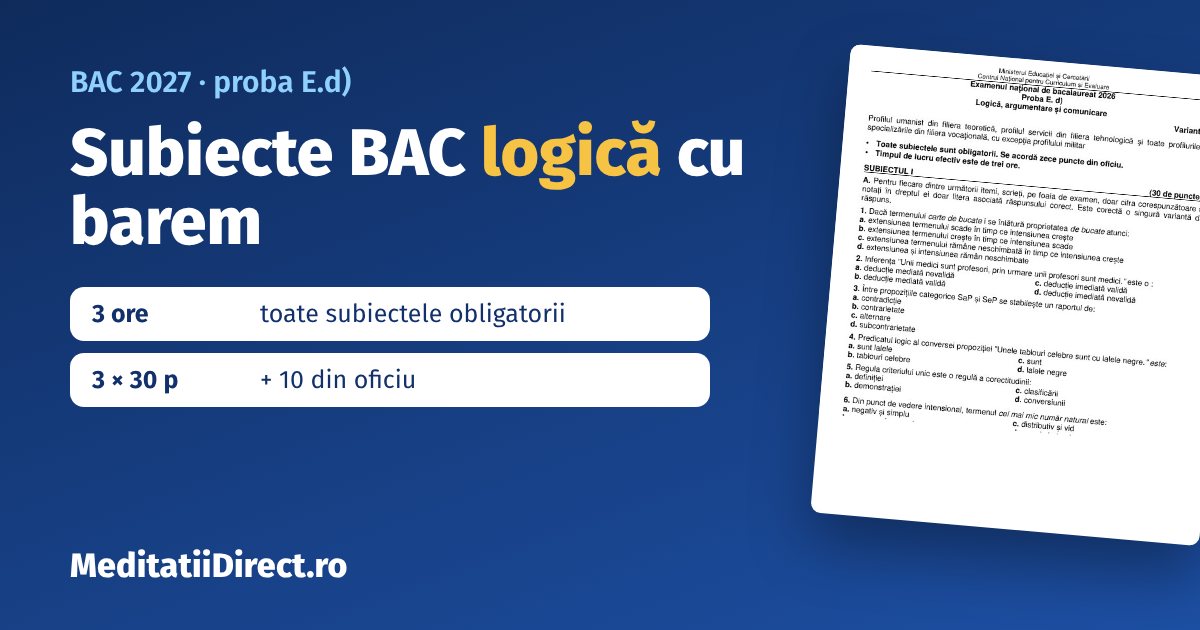 BAC 2027 · proba E.d)
Subiecte BAC logică cu
barem
3 ore toate subiectele obligatorii
3 × 30 p + 10 din oficiu
MeditatiiDirect.ro
Ministerul Educației și Cercetării
Centrul Național pentru Curriculum și Evaluare
Examenul național de bacalaureat 2026
Proba E. d)
Logică, argumentare și comunicare
Variant
Profilul umanist din filiera teoretică, profilul servicii din filiera tehnologică și toate profilurile
specializările din filiera vocațională, cu excepția profilului militar
• Toate subiectele sunt obligatorii. Se acordă zece puncte din oficiu.
• Timpul de lucru efectiv este de trei ore.
SUBIECTUL I (30 de puncte)
A. Pentru fiecare dintre următorii itemi, scrieți, pe foaia de examen, doar cifra corespunzătoare
notați în dreptul ei doar litera asociată răspunsului corect. Este corectă o singură variantă d
răspuns.
1. Dacă termenului carte de bucate i se înlătură proprietatea de bucate atunci:
a. extensiunea termenului scade în timp ce intensiunea crește
b. extensiunea termenului crește în timp ce intensiunea scade
c. extensiunea termenului rămâne neschimbată în timp ce intensiunea crește
d. extensiunea și intensiunea rămân neschimbate
2. Inferența "Unii medici sunt profesori, prin urmare unii profesori sunt medici." este o :
a. deducție mediată nevalidă c. deducție imediată validă
b. deducție mediată validă d. deducție imediată nevalidă
3. Între propozițiile categorice SaP și SeP se stabilește un raportul de:
a. contradicție
b. contrarietate
c. alternare
d. subcontrarietate
4. Predicatul logic al conversei propoziției "Unele tablouri celebre sunt cu lalele negre." este:
a. sunt lalele c. sunt
b. tablouri celebre d. lalele negre
5. Regula criteriului unic este o regulă a corectitudinii:
a. definiției c. clasificării
b. demonstrației d. conversiunii
6. Din punct de vedere intensional, termenul cel mai mic număr natural este:
a. negativ și simplu c. distributiv și vid